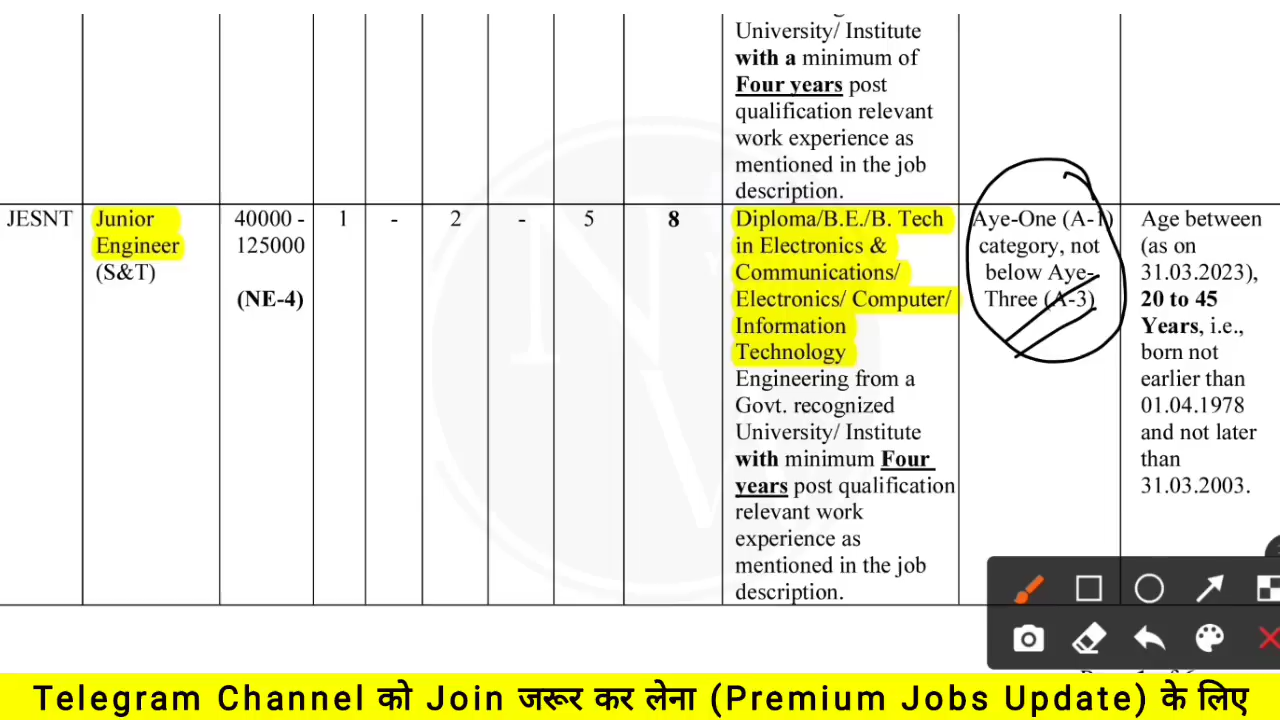 University/ Institute
with a minimum of
Four years post
qualification relevant
work experience as
mentioned in the job
description.
JESNT
Junior
Engineer
(S&T)
40000 -
125000
(NE-4)
1
-
2
-
5
8
Diploma/B.E./B. Tech
in Electronics &
Communications/
Electronics/ Computer/
Information
Technology
Engineering from a
Govt. recognized
University/ Institute
with minimum Four
years post qualification
relevant work
experience as
mentioned in the job
description.
Aye-One (A-1)
category, not
below Aye-
Three (A-3)
Age between
(as on
31.03.2023),
20 to 45
Years, i.e.,
born not
earlier than
01.04.1978
and not later
than
31.03.2003.
Telegram Channel को Join जरूर कर लेना (Premium Jobs Update) के लिए